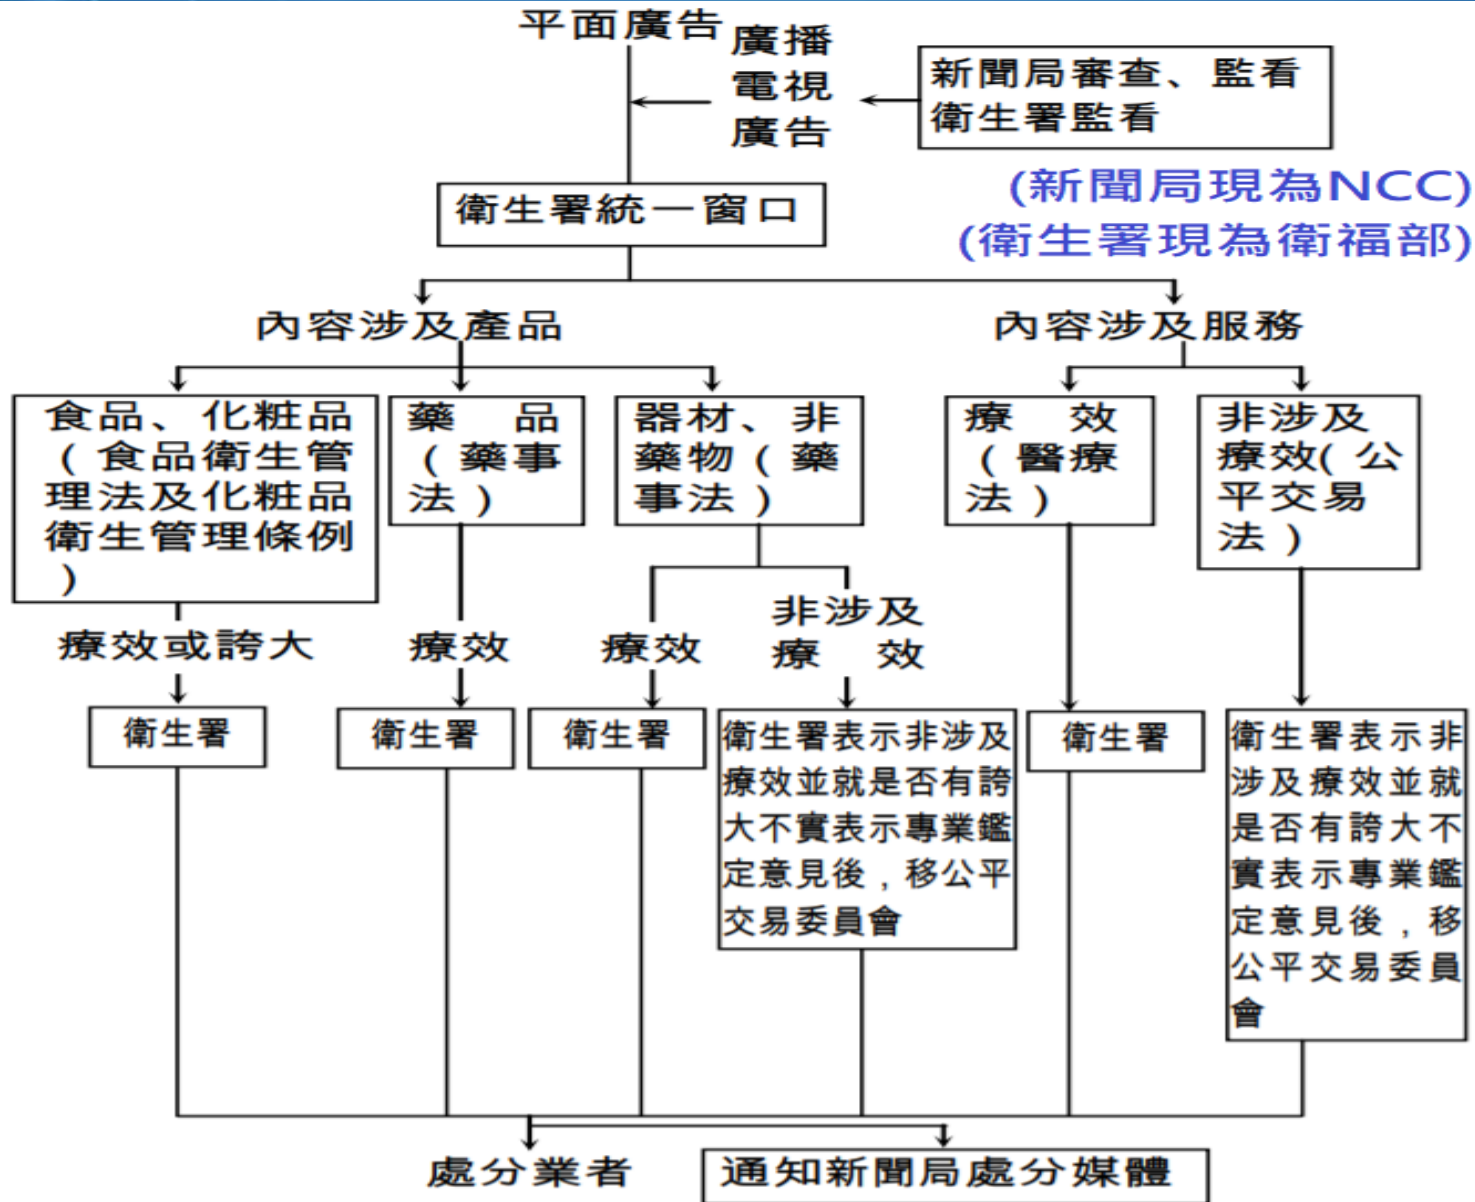 平面廣告
廣播
電視
廣告
新聞局審查、監看
衛生署監看
(新聞局現為NCC)
(衛生署現為衛福部)
衛生署統一窗口
內容涉及產品
內容涉及服務
食品、化粧品
(食品衛生管
理法及化粧品
衛生管理條例
)
藥 品
(藥事
法)
器材、非
藥物(藥
事法)
療 效
(醫療
法)
非涉及
療效(公
平交易
法)
療效或誇大
療效
療效
非涉及
療 效
衛生署
衛生署
衛生署
衛生署表示非涉及
療效並就是否有誇
大不實表示專業鑑
定意見後,移公平
交易委員會
衛生署
衛生署表示非
涉及療效並就
是否有誇大不
實表示專業鑑
定意見後,移
公平交易委員
會
處分業者
通知新聞局處分媒體